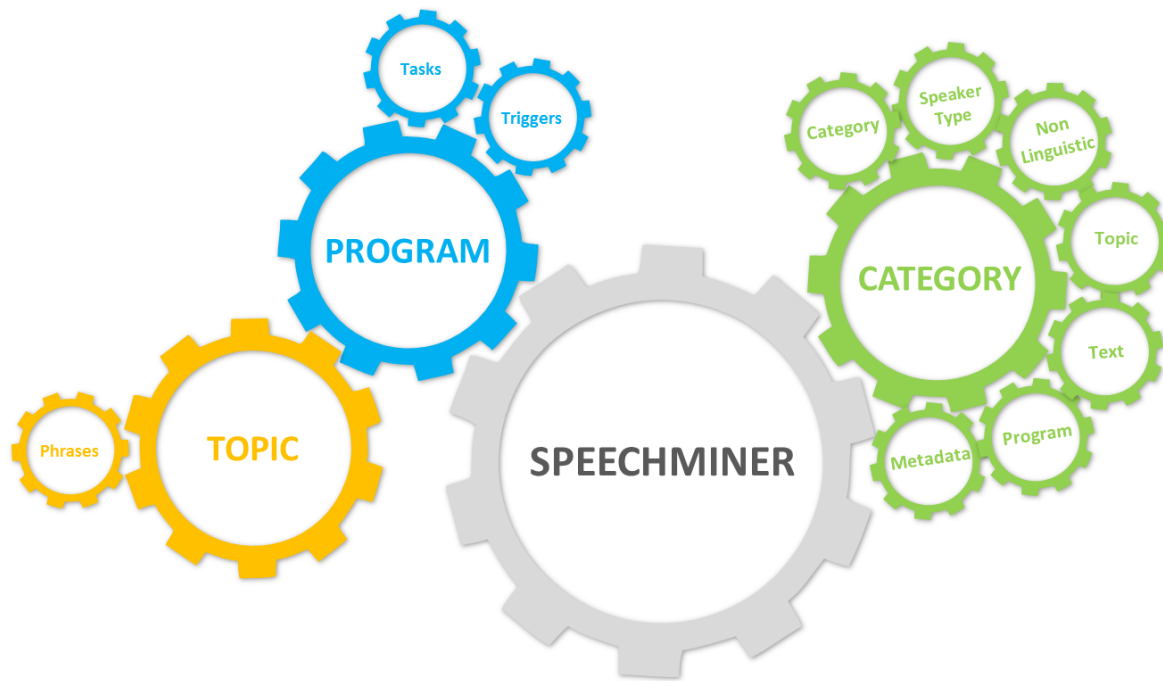 Tasks
Triggers
PROGRAM
Phrases
TOPIC
SPEECHMINER
Category
Speaker
Type
Non
Linguistic
Topic
Text
Program
Metadata
CATEGORY